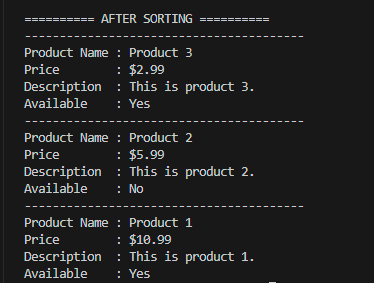 ========== AFTER SORTING ==========
----------------------------------------
Product Name : Product 3
Price        : $2.99
Description  : This is product 3.
Available    : Yes
----------------------------------------
Product Name : Product 2
Price        : $5.99
Description  : This is product 2.
Available    : No
----------------------------------------
Product Name : Product 1
Price        : $10.99
Description  : This is product 1.
Available    : Yes